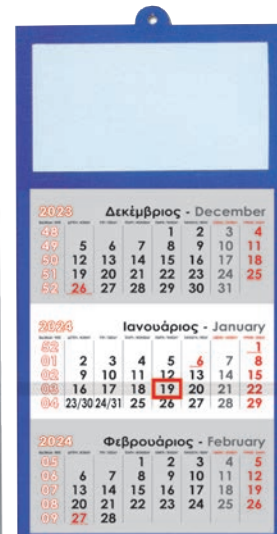 2023 Δεκέμβριος - December
48 1 2 3 4
49 5 6 7 8 9 10 11
50 12 13 14 15 16 17 18
51 19 20 21 22 23 24 25
52 26 27 28 29 30 31
2024 Ιανουάριος - January
52 1
01 2 3 4 5 6 7 8
02 9 10 11 12 13 14 15
03 16 17 18 19 20 21 22
04 23/30 24/31 25 26 27 28 29
2024 Φεβρουάριος - February
05 1 2 3 4 5
06 6 7 8 9 10 11 12
07 13 14 15 16 17 18 19
08 20 21 22 23 24 25 26
09 27 28